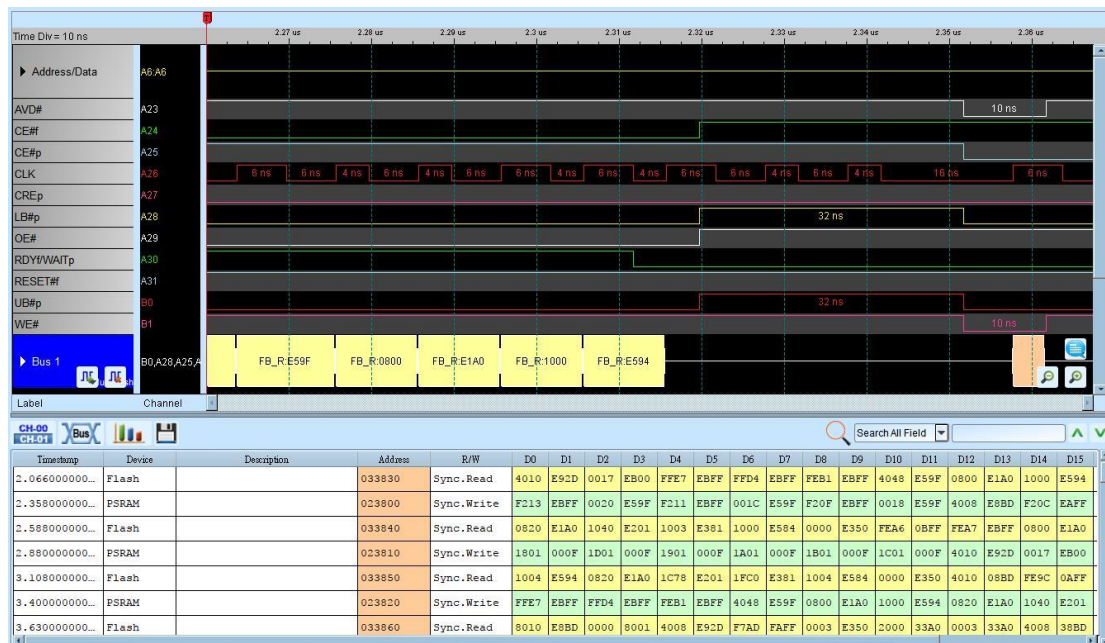 Time Div = 10 ns 2.27 us 2.28 us 2.29 us 2.3 us 2.31 us 2.32 us 2.33 us 2.34 us 2.35 us 2.36 us
Address/Data A6:A6
AVD# A23 10 ns
CE#f A24
CE#p A25
CLK A26 6 ns 6 ns 4 ns 6 ns 4 ns 6 ns 6 ns 4 ns 6 ns 4 ns 6 ns 6 ns 4 ns 6 ns 4 ns 16 ns 6 ns
CREp A27
LB#p A28 32 ns
OE# A29
RDYf/WAITp A30
RESET#f A31
UB#p B0 32 ns
WE# B1 10 ns
Bus 1 B0,A28,A25,A FB_R:E59F FB_R:0800 FB_R:E1A0 FB_R:1000 FB_R:E594
Label Channel
CH-00
CH-01 Bus Search All Field
Timestamp Device Description Address R/W D0 D1 D2 D3 D4 D5 D6 D7 D8 D9 D10 D11 D12 D13 D14 D15
2.066000000... Flash 033830 Sync.Read 4010 E92D 0017 EB00 FFE7 EBFF FFD4 EBFF FEB1 EBFF 4048 E59F 0800 E1A0 1000 E594
2.358000000... PSRAM 023800 Sync.Write F213 EBFF 0020 E59F F211 EBFF 001C E59F F20F EBFF 0018 E59F 4008 E8BD F20C EAFF
2.588000000... Flash 033840 Sync.Read 0820 E1A0 1040 E201 1003 E381 1000 E584 0000 E350 FEA6 0BFF FEA7 EBFF 0800 E1A0
2.880000000... PSRAM 023810 Sync.Write 1801 000F 1D01 000F 1901 000F 1A01 000F 1B01 000F 1C01 000F 4010 E92D 0017 EB00
3.108000000... Flash 033850 Sync.Read 1004 E594 0820 E1A0 1C78 E201 1FC0 E381 1004 E584 0000 E350 4010 08BD FE9C 0AFF
3.400000000... PSRAM 023820 Sync.Write FFE7 EBFF FFD4 EBFF FEB1 EBFF 4048 E59F 0800 E1A0 1000 E594 0820 E1A0 1040 E201
3.630000000... Flash 033860 Sync.Read 8010 E8BD 0000 8001 4008 E92D F7AD FAFF 0003 E350 2000 33A0 0003 33A0 4008 38BD